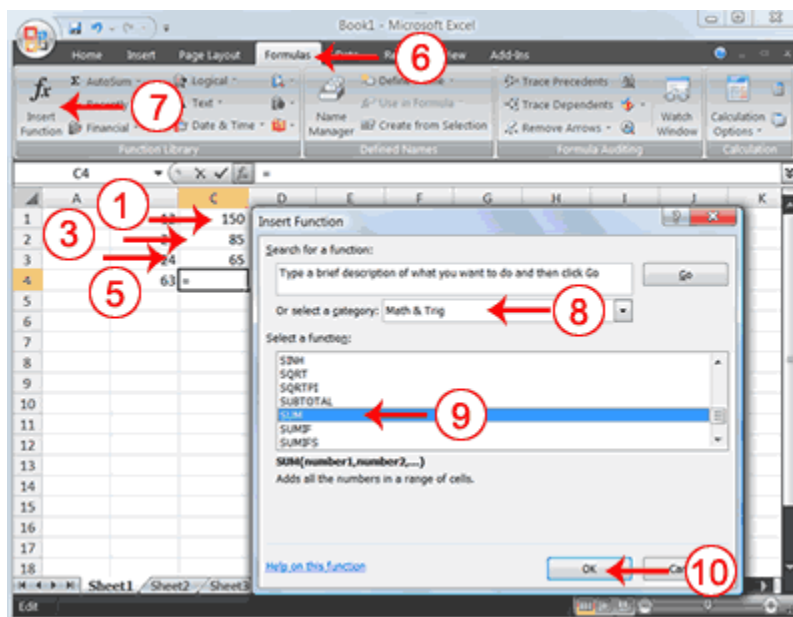 Book1 - Microsoft Excel
Home Insert Page Layout Formulas Add-Ins
6
fx Σ AutoSum Logical Trace Precedents
7 Text Use in Formula Trace Dependents
Insert Function Financial Date & Time Name Manager Create from Selection Remove Arrows Watch Window Calculation Options
Function Library Defined Names Formula Auditing Calculation
C4 fx =
A C D E F G H I J K
1 150
1
2 85
3
3 24 65
4 63 =
5
5
6
7
8
9
10
11
12
13
14
15
16
17
18
Insert Function
Search for a function:
Type a brief description of what you want to do and then click Go
Go
Or select a category: Math & Trig
8
Select a function:
SINH
SQRT
SQRTPI
SUBTOTAL
SUM
9
SUMIF
SUMIFS
SUM(number1,number2,...)
Adds all the numbers in a range of cells.
Help on this function
OK
10
Sheet1 Sheet2 Sheet3
Edit